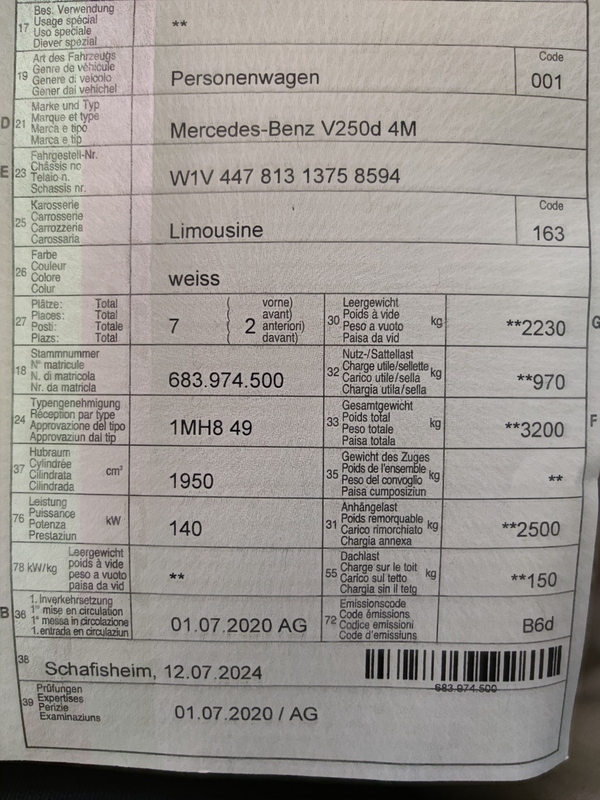 17 Bes. Verwendung
Usage spécial
Uso speciale
Diever spezial
**
19 Art des Fahrzeugs
Genre de véhicule
Genere di veicolo
Gener dal vehichel
Personenwagen
Code
001
D 21 Marke und Typ
Marque et type
Marca e tipo
Marca e tip
Mercedes-Benz V250d 4M
E 23 Fahrgestell-Nr.
Châssis no
Telaio n.
Schassis nr.
W1V 447 813 1375 8594
25 Karosserie
Carrosserie
Carrozzeria
Carossaria
Limousine
Code
163
26 Farbe
Couleur
Colore
Colur
weiss
27 Plätze: Total
Places: Total
Posti: Totale
Plazs: Total
7
2
vorne)
avant)
anteriori)
davant)
30 Leergewicht
Poids à vide
Peso a vuoto
Paisa da vid
kg
**2230
G
18 Stammnummer
N° matricule
N. di matricola
Nr. da matricla
683.974.500
32 Nutz-/Sattellast
Charge utile/sellette
Carico utile/sella
Chargia utila/sella
kg
**970
24 Typengenehmigung
Réception par type
Approvazione del tipo
Approvaziun dal tip
1MH8 49
33 Gesamtgewicht
Poids total
Peso totale
Paisa totala
kg
**3200
F
37 Hubraum
Cylindrée
Cilindrata
Cilindrada
cm³
1950
35 Gewicht des Zuges
Poids de l'ensemble
Peso del convoglio
Paisa cumposiziun
kg
**
76 Leistung
Puissance
Potenza
Prestaziun
kW
140
31 Anhängelast
Poids remorquable
Carico rimorchiato
Chargia annexa
kg
**2500
78 kW/kg
Leergewicht
poids à vide
peso a vuoto
paisa da vid
**
55 Dachlast
Charge sur le toit
Carico sul tetto
Chargia sin il tetg
kg
**150
B 36 1. Inverkehrsetzung
1re mise en circulation
1a messa in circolazione
1. entrada en circulaziun
01.07.2020 AG
72 Emissionscode
Code émissions
Codice emissioni
Code d'emissiuns
B6d
38 Schafisheim, 12.07.2024
683.974.500
39 Prüfungen
Expertises
Perizie
Examinaziuns
01.07.2020 / AG